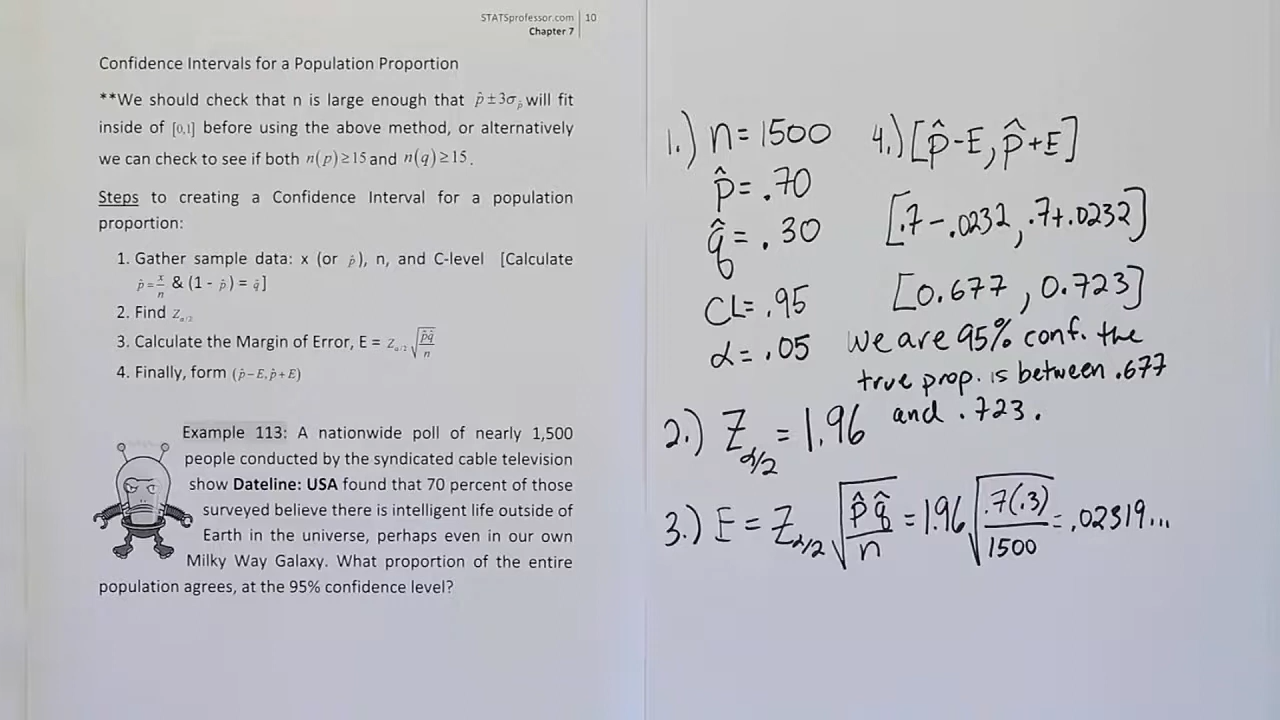 STATSprofessor.com | 10
Chapter 7
Confidence Intervals for a Population Proportion
**We should check that n is large enough that p̂ ± 3σp̂ will fit
inside of [0,1] before using the above method, or alternatively
we can check to see if both n(p) ≥ 15 and n(q) ≥ 15.
Steps to creating a Confidence Interval for a population
proportion:
1. Gather sample data: x (or p̂), n, and C-level [Calculate
p̂ = x/n & (1 - p̂) = q̂]
2. Find Zα/2
3. Calculate the Margin of Error, E = Zα/2 √(p̂q̂/n)
4. Finally, form (p̂ − E, p̂ + E)
Example 113: A nationwide poll of nearly 1,500
people conducted by the syndicated cable television
show Dateline: USA found that 70 percent of those
surveyed believe there is intelligent life outside of
Earth in the universe, perhaps even in our own
Milky Way Galaxy. What proportion of the entire
population agrees, at the 95% confidence level?
1.) n = 1500
p̂ = .70
q̂ = .30
CL = .95
α = .05
2.) Zα/2 = 1.96
3.) E = Zα/2 √(p̂ q̂/n) = 1.96 √(.7(.3)/1500) = .02319...
4.) [p̂ - E, p̂ + E]
[.7 - .0232, .7 + .0232]
[0.677, 0.723]
We are 95% conf. the
true prop. is between .677
and .723.